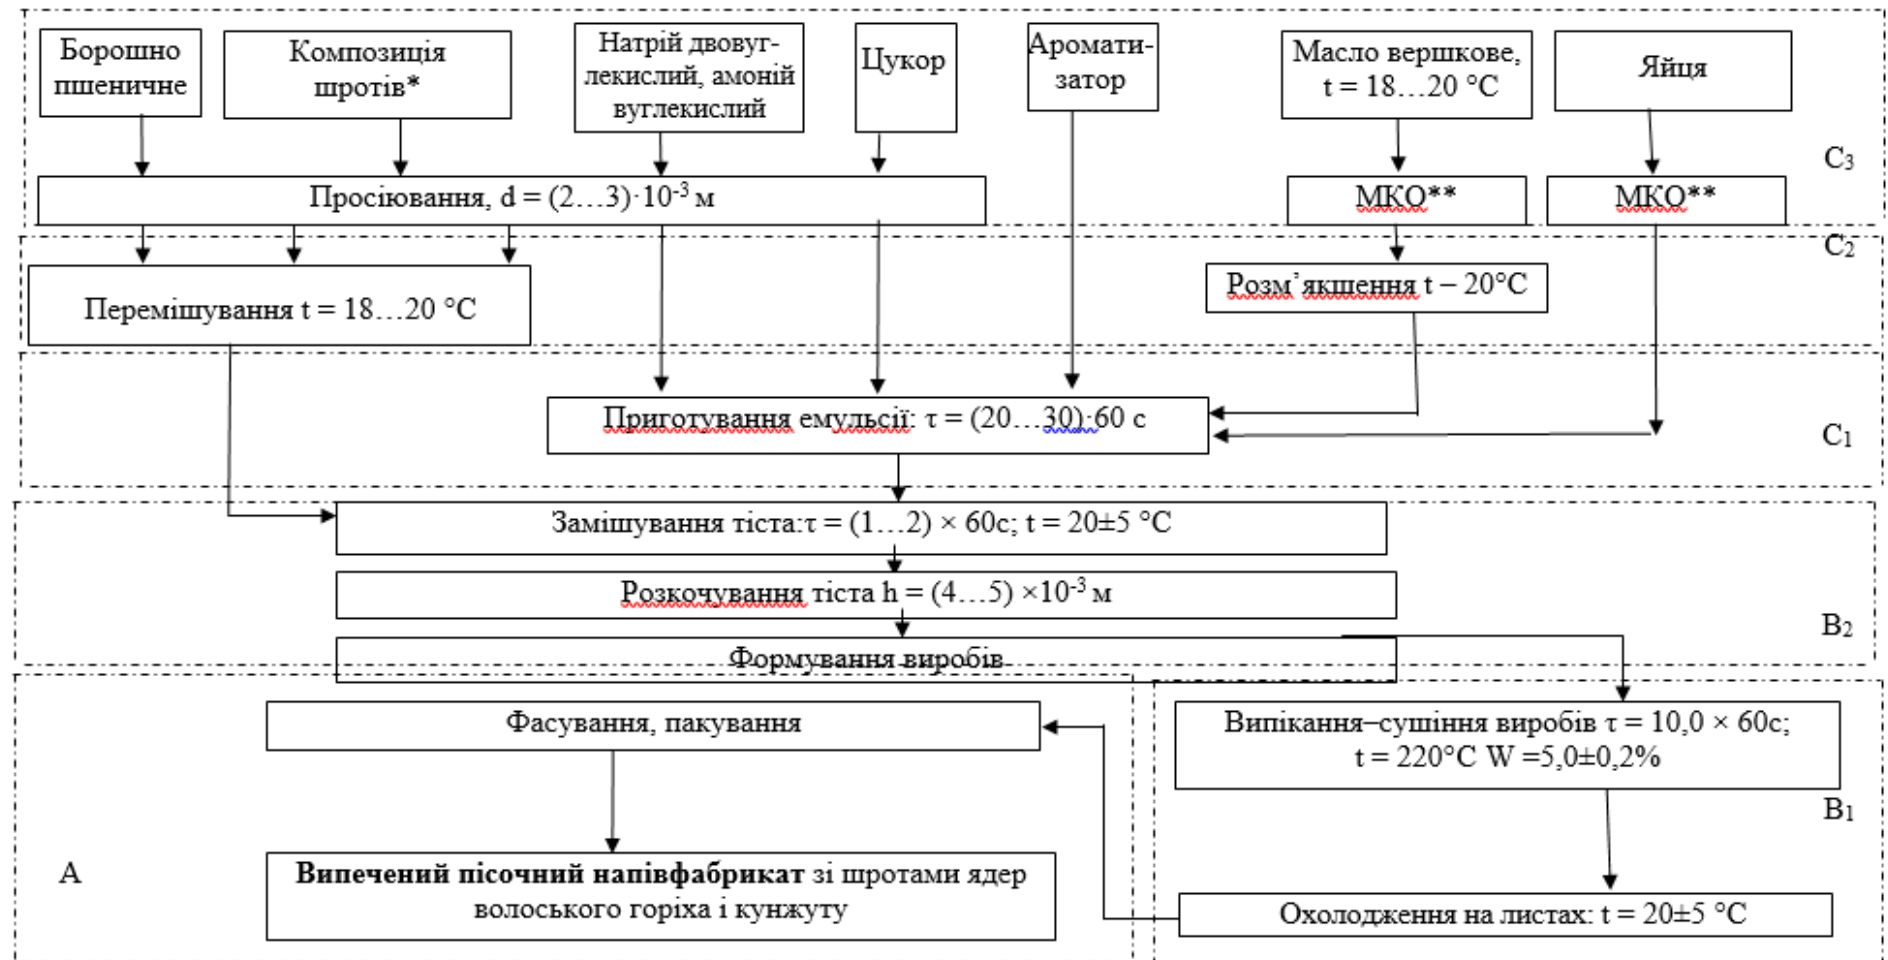 Борошно
пшеничне
Композиція
шротів*
Натрій двовуг-
лекислий, амоній
вуглекислий
Цукор
Аромати-
затор
Масло вершкове,
t = 18…20 °C
Яйця
C3
Просіювання, d = (2…3)·10-3 м
МКО**
МКО**
C2
Перемішування t = 18…20 °C
Розм’якшення t – 20°C
Приготування емульсії: τ = (20…30)·60 с
C1
Замішування тіста:τ = (1…2) × 60с; t = 20±5 °C
Розкочування тіста h = (4…5) ×10-3 м
B2
Формування виробів
Фасування, пакування
Випікання–сушіння виробів τ = 10,0 × 60с;
t = 220°C W =5,0±0,2%
B1
A
Випечений пісочний напівфабрикат зі шротами ядер
волоського горіха і кунжуту
Охолодження на листах: t = 20±5 °C